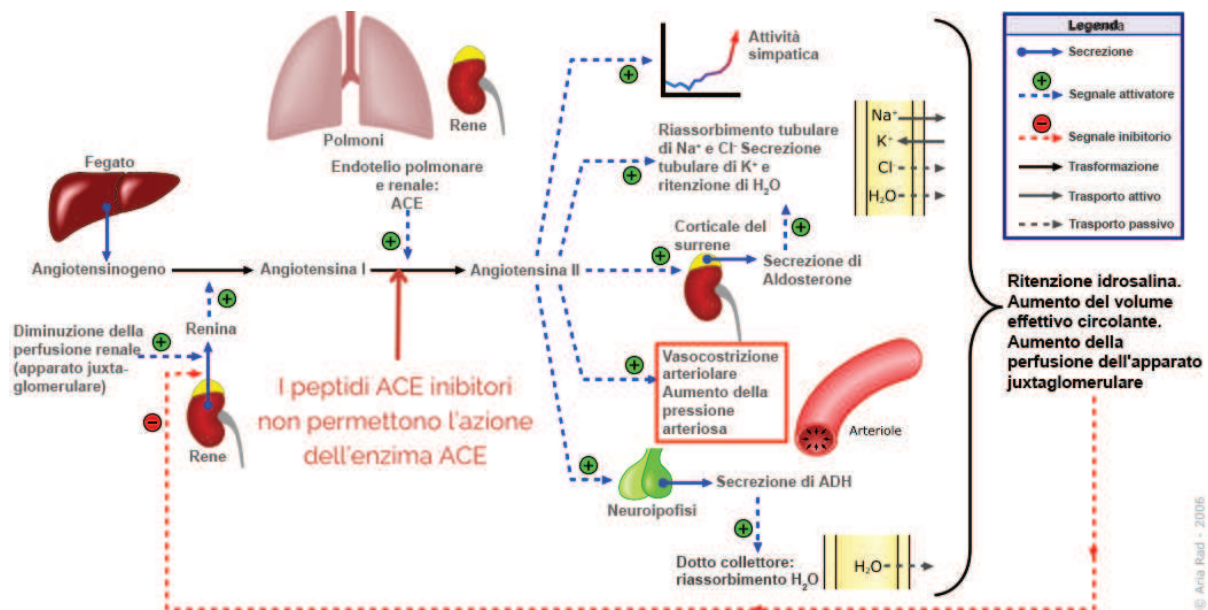 Fegato
Angiotensinogeno
Diminuzione della
perfusione renale
(apparato juxta-
glomerulare)
Renina
Rene
Polmoni
Rene
Endotelio polmonare
e renale:
ACE
Angiotensina I
Angiotensina II
I peptidi ACE inibitori
non permettono l'azione
dell'enzima ACE
Attività
simpatica
Riassorbimento tubulare
di Na⁺ e Cl⁻ Secrezione
tubulare di K⁺ e
ritenzione di H₂O
Corticale del
surrene
Secrezione di
Aldosterone
Vasocostrizione
arteriolare
Aumento della
pressione
arteriosa
Arteriole
Neuroipofisi
Secrezione di ADH
Dotto collettore:
riassorbimento H₂O
H₂O
Na⁺
K⁺
Cl⁻
H₂O
Legenda
Secrezione
Segnale attivatore
Segnale inibitorio
Trasformazione
Trasporto attivo
Trasporto passivo
Ritenzione idrosalina.
Aumento del volume
effettivo circolante.
Aumento della
perfusione dell'apparato
juxtaglomerulare
© Aria Rad - 2006